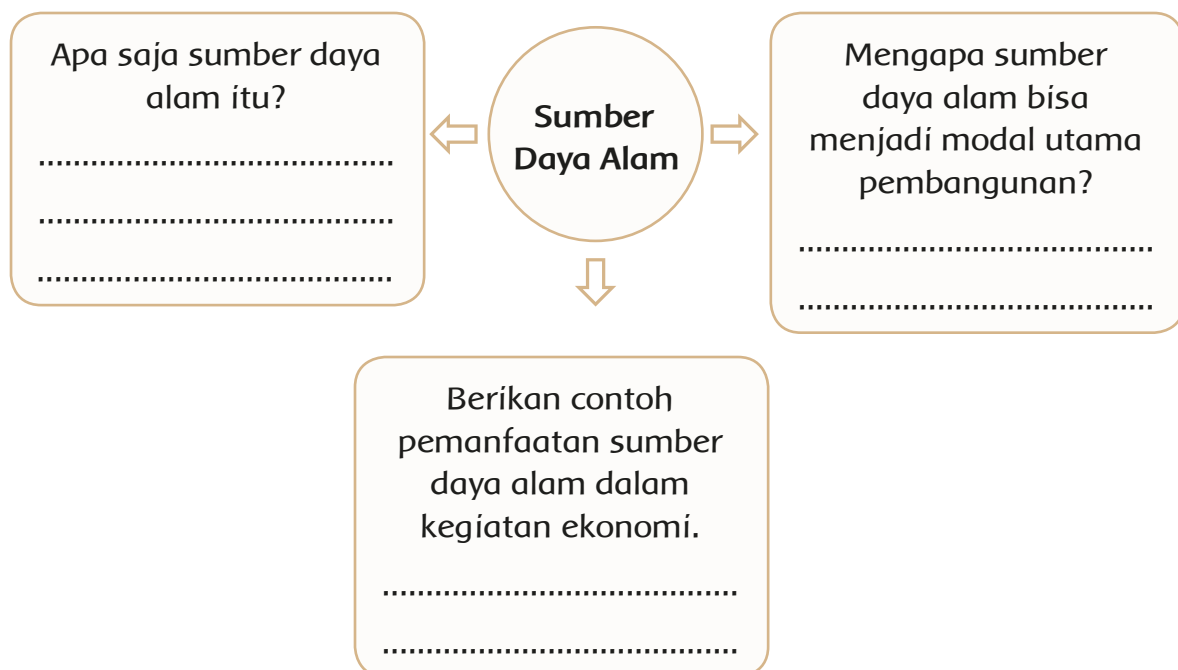 Apa saja sumber daya
alam itu?
.........................................
.........................................
.........................................
Sumber
Daya Alam
Mengapa sumber
daya alam bisa
menjadi modal utama
pembangunan?
.........................................
.........................................
Berikan contoh
pemanfaatan sumber
daya alam dalam
kegiatan ekonomi.
.........................................
.........................................